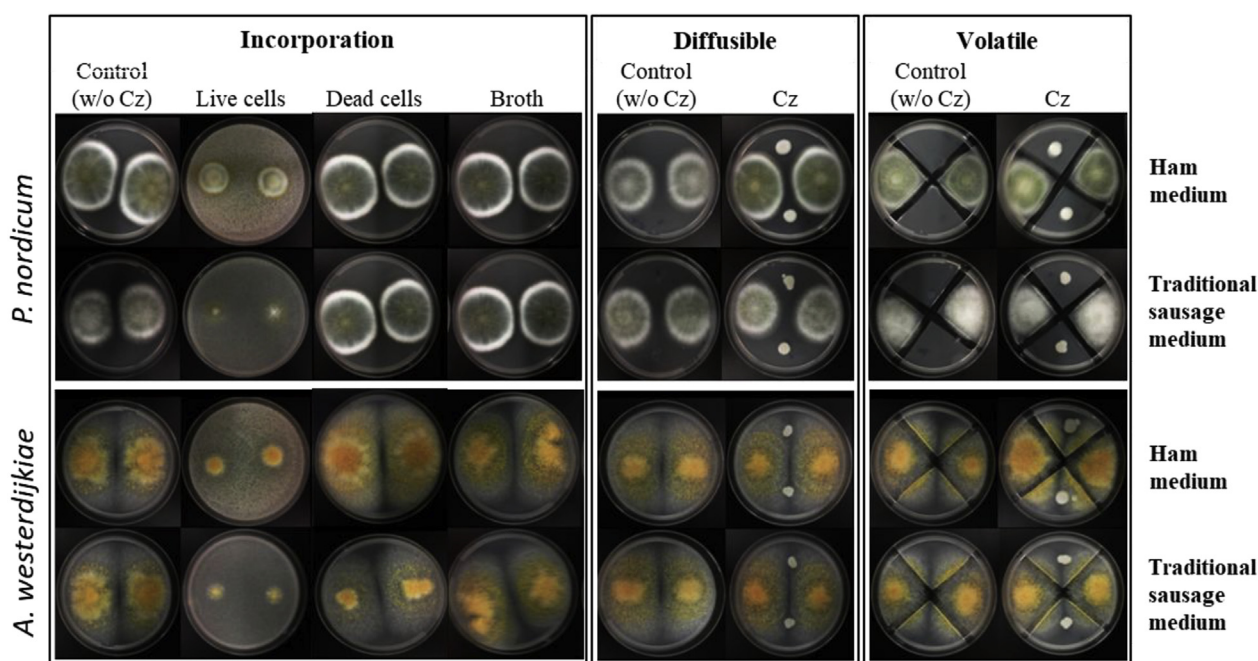 Incorporation
Control
(w/o Cz)
Live cells
Dead cells
Broth
Diffusible
Control
(w/o Cz)
Cz
Volatile
Control
(w/o Cz)
Cz
P. nordicum
Ham
medium
Traditional
sausage
medium
A. westerdijkiae
Ham
medium
Traditional
sausage
medium